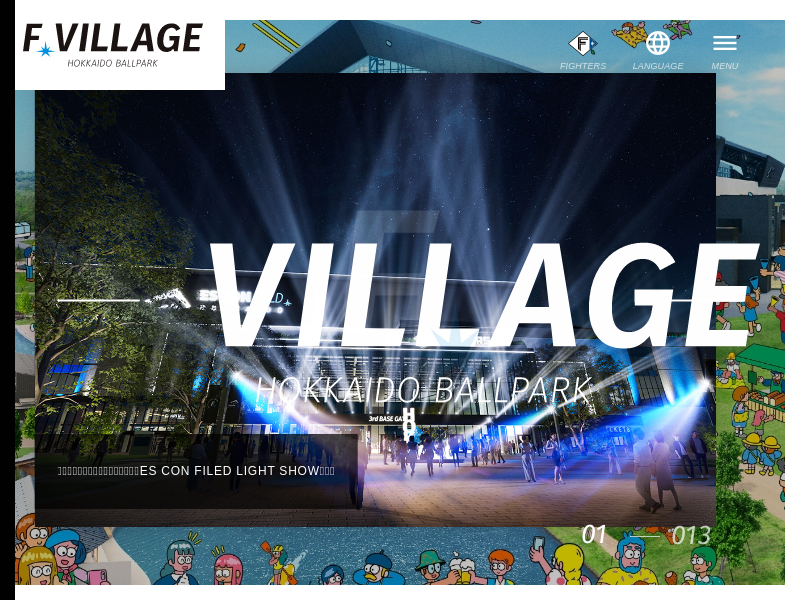 F VILLAGE
HOKKAIDO BALLPARK
FIGHTERS
LANGUAGE
MENU
VILLAGE
HOKKAIDO BALLPARK
3rd BASE GATE
ES CON FILED LIGHT SHOW
01
013